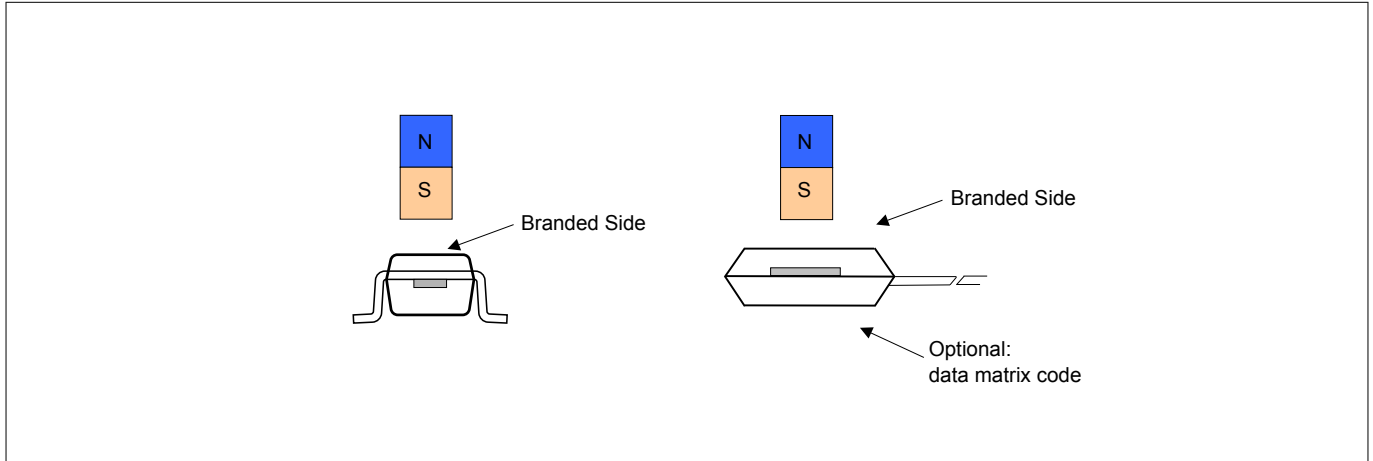 N
S
Branded Side
N
S
Branded Side
Optional:
data matrix code